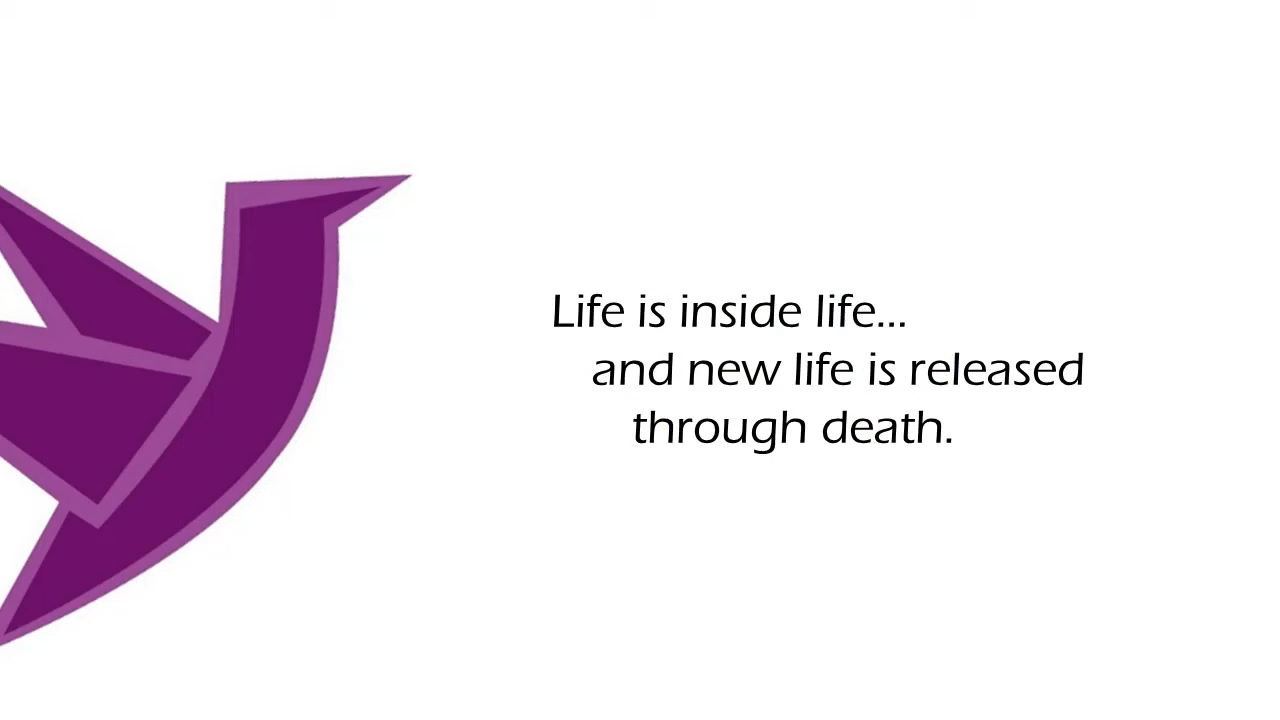 Life is inside life...
and new life is released
through death.